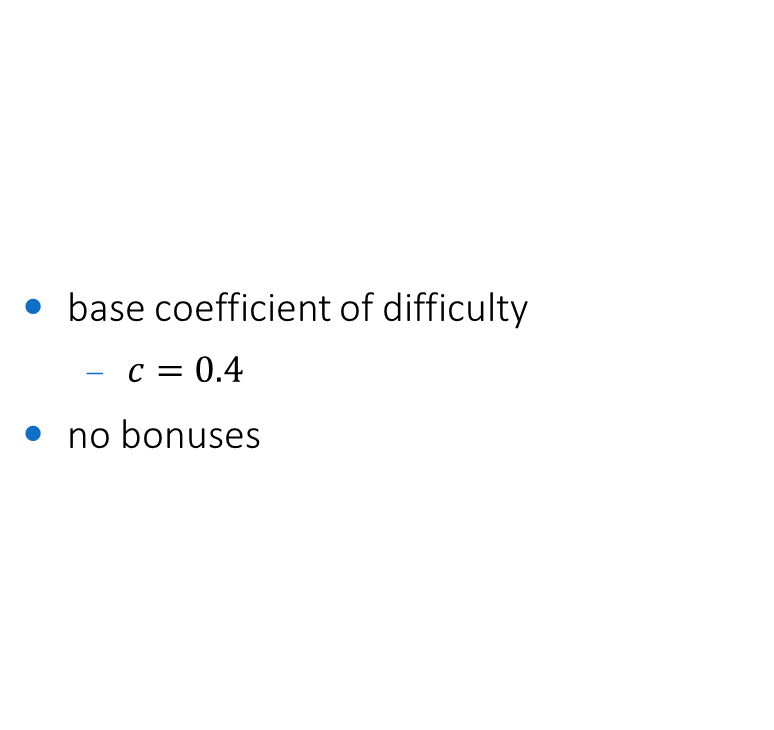 • base coefficient of difficulty
– c = 0.4
• no bonuses